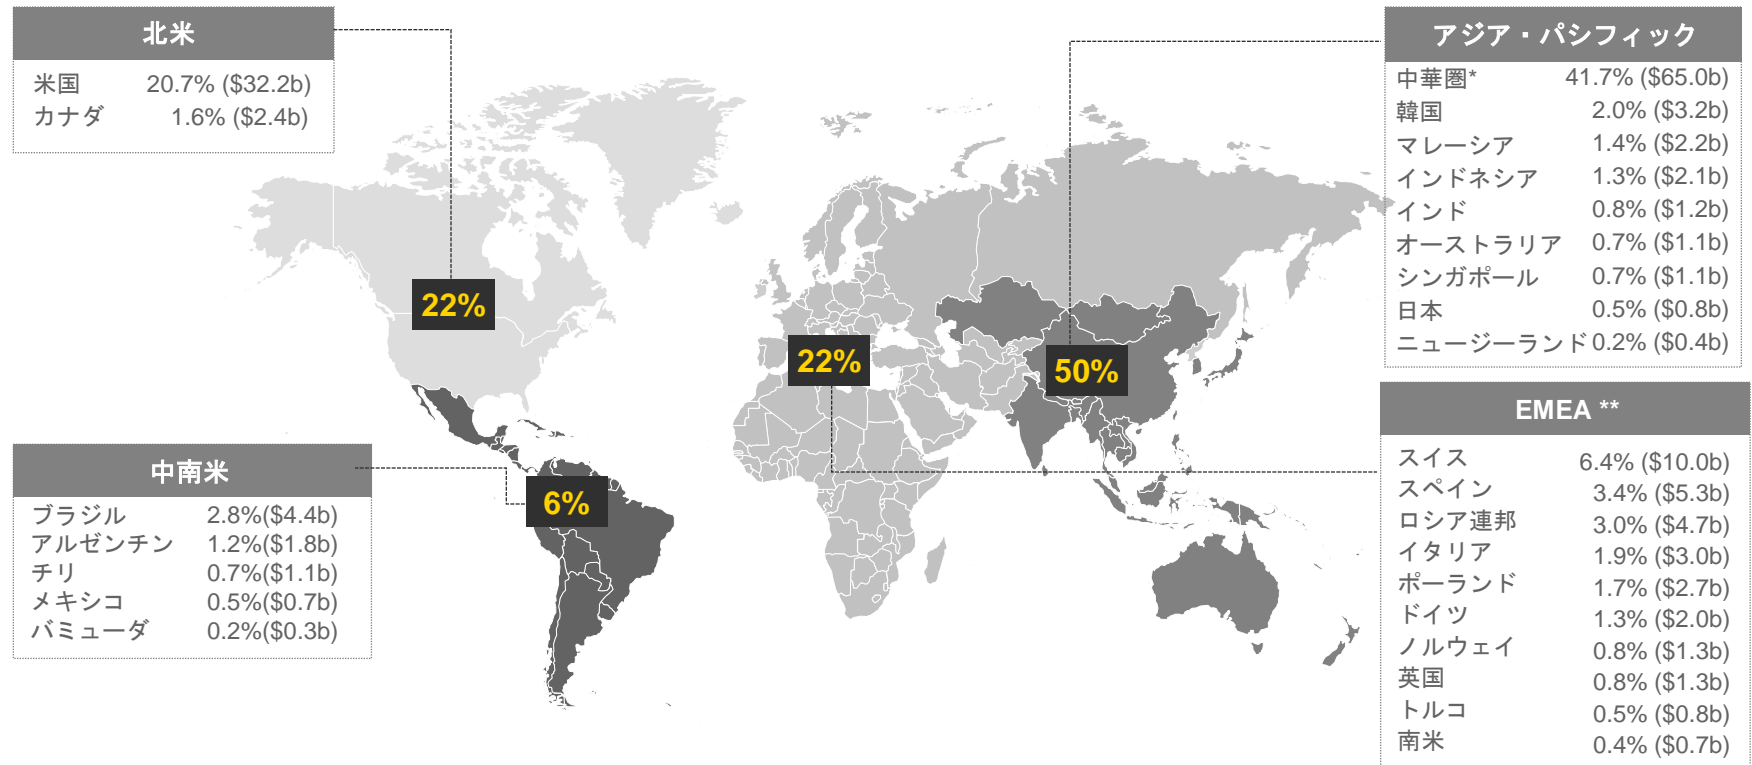 北米
米国 20.7% ($32.2b)
カナダ 1.6% ($2.4b)
22%
中南米
ブラジル 2.8%($4.4b)
アルゼンチン 1.2%($1.8b)
チリ 0.7%($1.1b)
メキシコ 0.5%($0.7b)
バミューダ 0.2%($0.3b)
6%
22%
50%
アジア・パシフィック
中華圏* 41.7% ($65.0b)
韓国 2.0% ($3.2b)
マレーシア 1.4% ($2.2b)
インドネシア 1.3% ($2.1b)
インド 0.8% ($1.2b)
オーストラリア 0.7% ($1.1b)
シンガポール 0.7% ($1.1b)
日本 0.5% ($0.8b)
ニュージーランド 0.2% ($0.4b)
EMEA **
スイス 6.4% ($10.0b)
スペイン 3.4% ($5.3b)
ロシア連邦 3.0% ($4.7b)
イタリア 1.9% ($3.0b)
ポーランド 1.7% ($2.7b)
ドイツ 1.3% ($2.0b)
ノルウェイ 0.8% ($1.3b)
英国 0.8% ($1.3b)
トルコ 0.5% ($0.8b)
南米 0.4% ($0.7b)